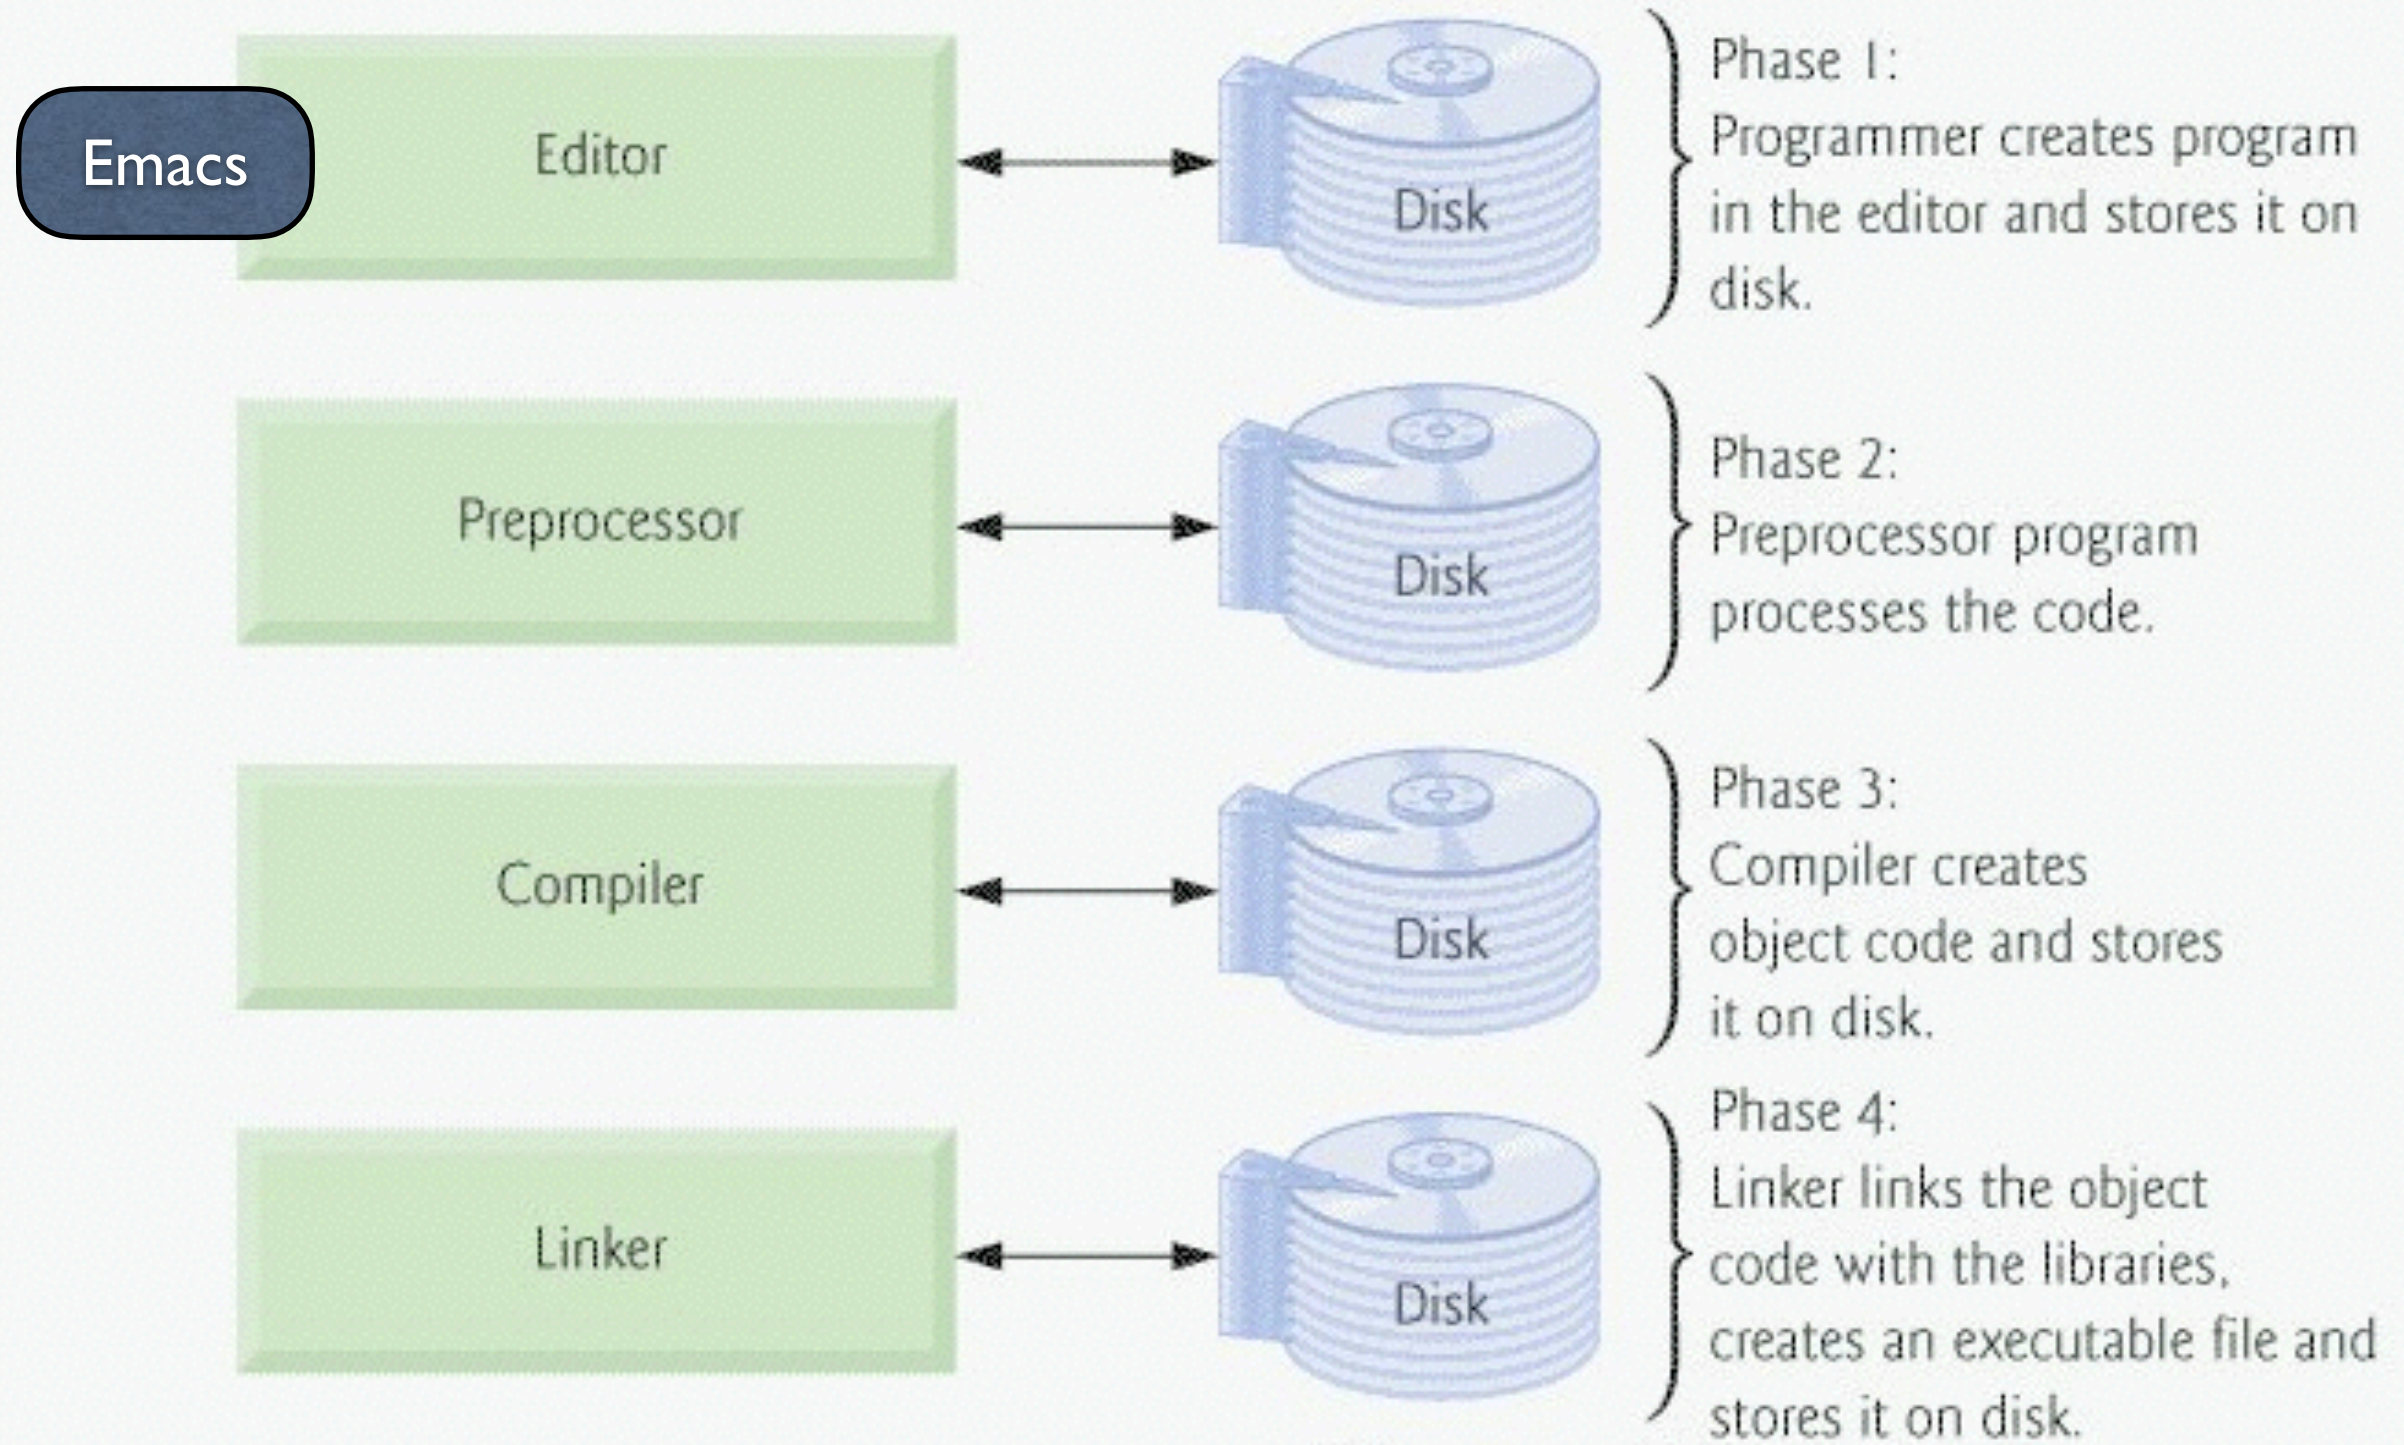 Emacs
Editor
Disk
Phase 1:
Programmer creates program
in the editor and stores it on
disk.
Preprocessor
Disk
Phase 2:
Preprocessor program
processes the code.
Compiler
Disk
Phase 3:
Compiler creates
object code and stores
it on disk.
Linker
Disk
Phase 4:
Linker links the object
code with the libraries,
creates an executable file and
stores it on disk.